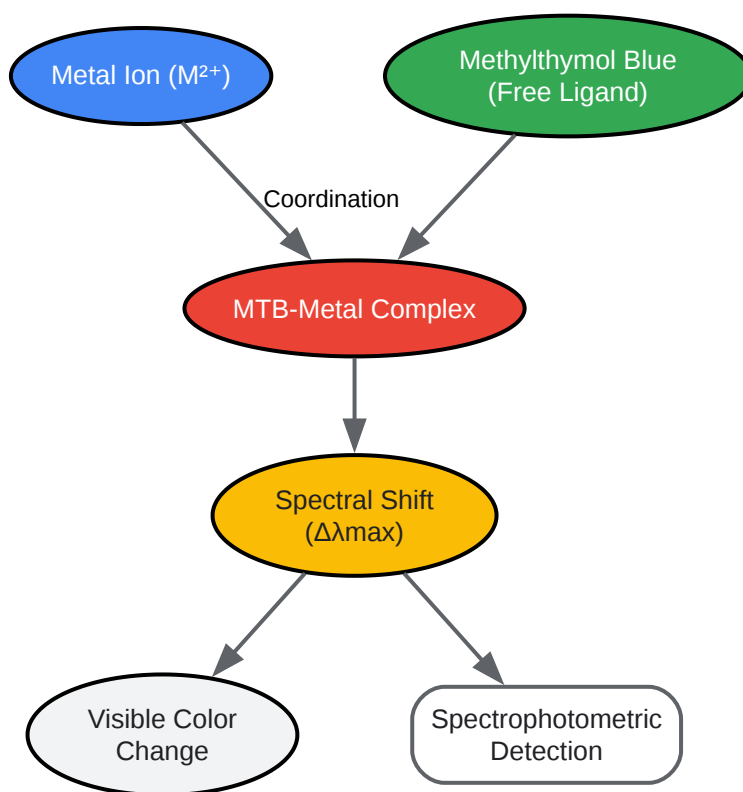 Metal Ion (M²⁺)
Methylthymol Blue
(Free Ligand)
Coordination
MTB-Metal Complex
Spectral Shift
(Δλmax)
Visible Color
Change
Spectrophotometric
Detection